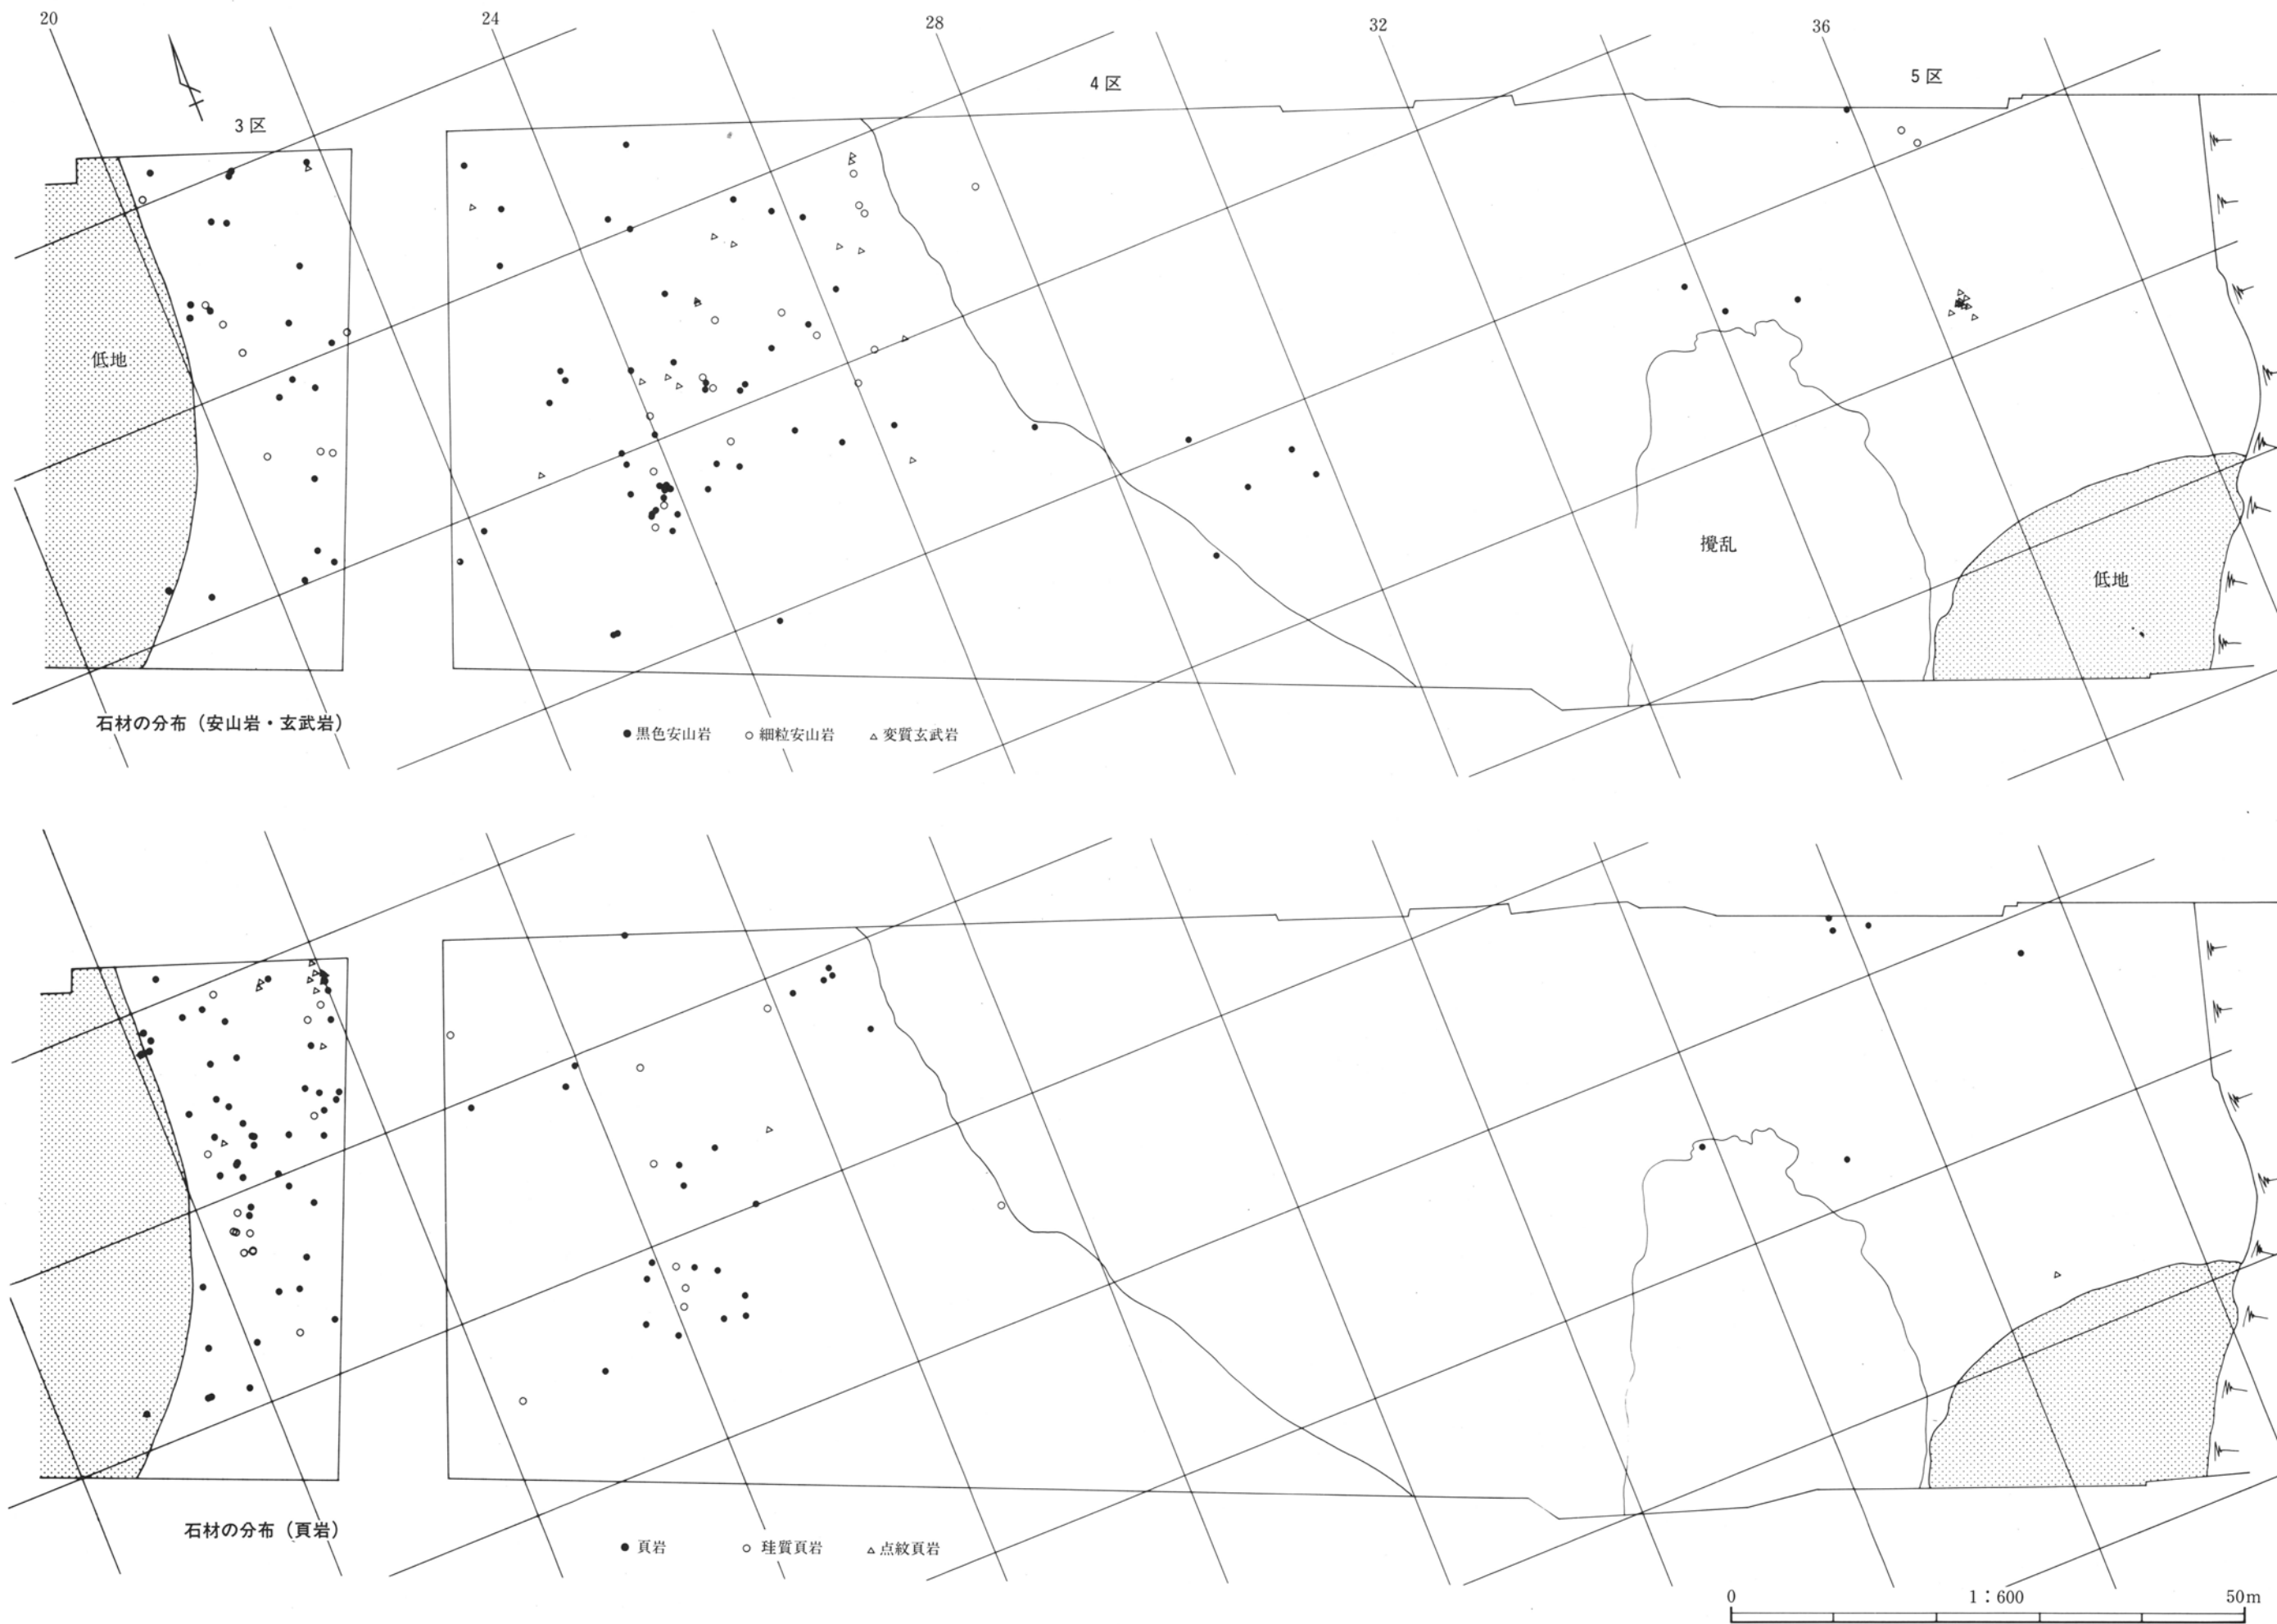 20
24
28
32
36
3区
4区
5区
低地
攪乱
低地
石材の分布(安山岩・玄武岩)
●黒色安山岩 ○細粒安山岩 △変質玄武岩
石材の分布(頁岩)
●頁岩 ○珪質頁岩 △点紋頁岩
0 1:600 50m